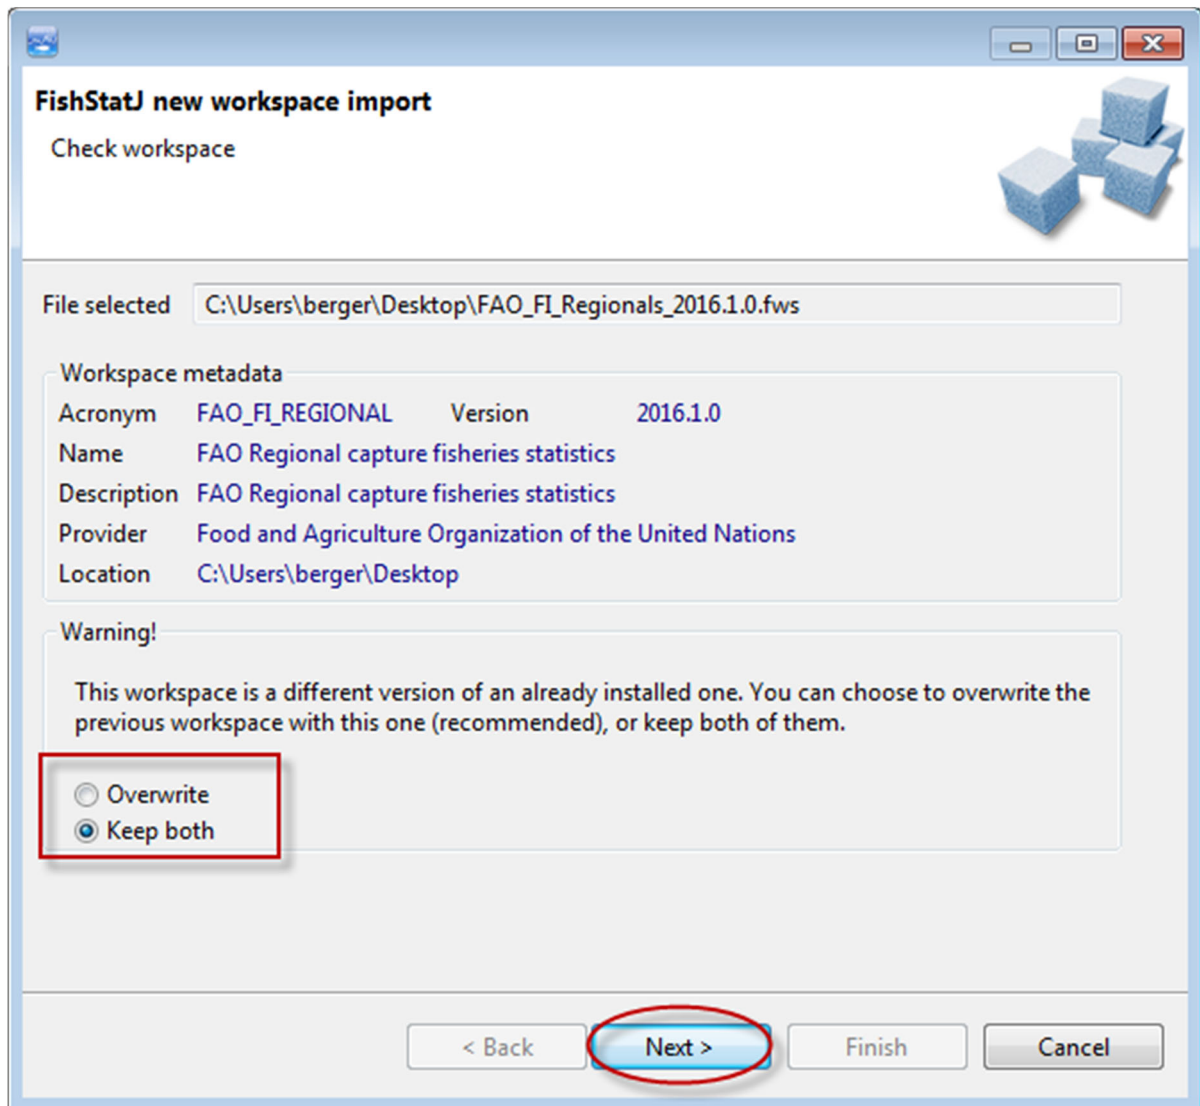 FishStatJ new workspace import
Check workspace
File selected C:\Users\berger\Desktop\FAO_FI_Regionals_2016.1.0.fws
Workspace metadata
Acronym FAO_FI_REGIONAL Version 2016.1.0
Name FAO Regional capture fisheries statistics
Description FAO Regional capture fisheries statistics
Provider Food and Agriculture Organization of the United Nations
Location C:\Users\berger\Desktop
Warning!
This workspace is a different version of an already installed one. You can choose to overwrite the
previous workspace with this one (recommended), or keep both of them.
Overwrite
Keep both
< Back Next > Finish Cancel